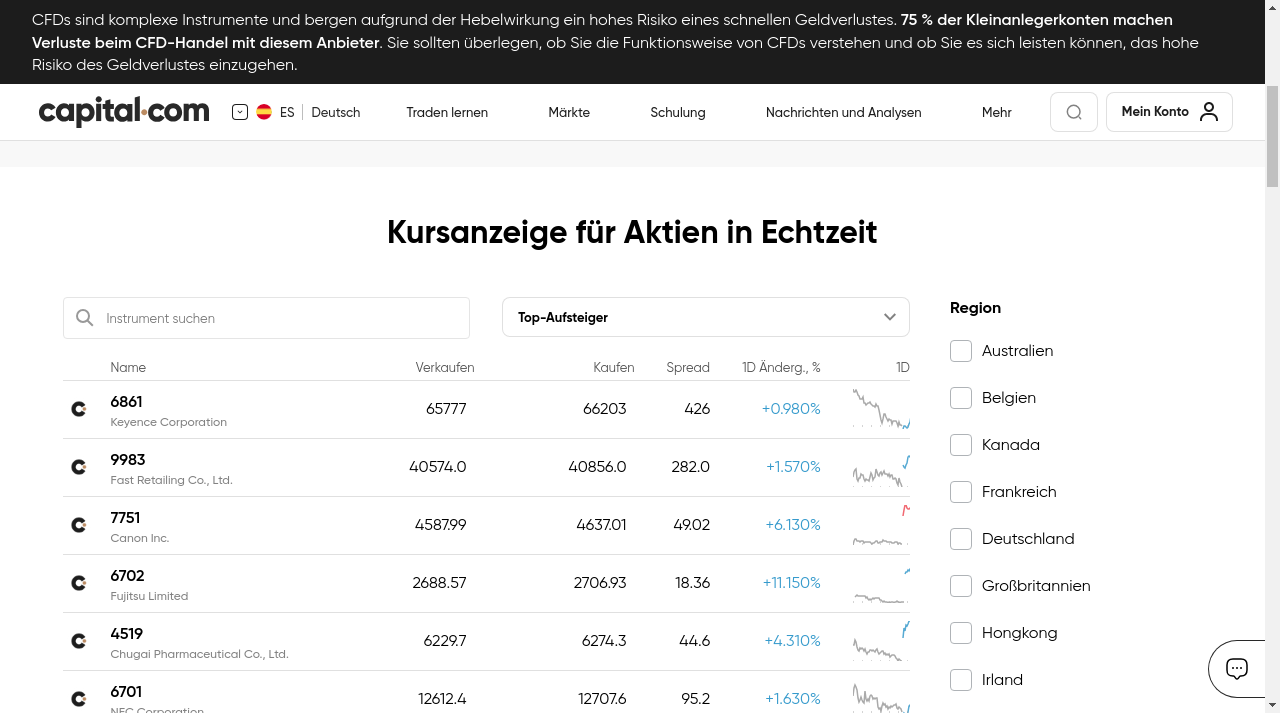 CFDs sind komplexe Instrumente und bergen aufgrund der Hebelwirkung ein hohes Risiko eines schnellen Geldverlustes. 75 % der Kleinanlegerkonten machen
Verluste beim CFD-Handel mit diesem Anbieter. Sie sollten überlegen, ob Sie die Funktionsweise von CFDs verstehen und ob Sie es sich leisten können, das hohe
Risiko des Geldverlustes einzugehen.
capital.com ES Deutsch Traden lernen Märkte Schulung Nachrichten und Analysen Mehr Mein Konto
Kursanzeige für Aktien in Echtzeit
Instrument suchen Top-Aufsteiger
Name Verkaufen Kaufen Spread 1D Änderg., % 1D
6861 65777 66203 426 +0.980%
Keyence Corporation
9983 40574.0 40856.0 282.0 +1.570%
Fast Retailing Co., Ltd.
7751 4587.99 4637.01 49.02 +6.130%
Canon Inc.
6702 2688.57 2706.93 18.36 +11.150%
Fujitsu Limited
4519 6229.7 6274.3 44.6 +4.310%
Chugai Pharmaceutical Co., Ltd.
6701 12612.4 12707.6 95.2 +1.630%
NEC Corporation
Region
Australien
Belgien
Kanada
Frankreich
Deutschland
Großbritannien
Hongkong
Irland